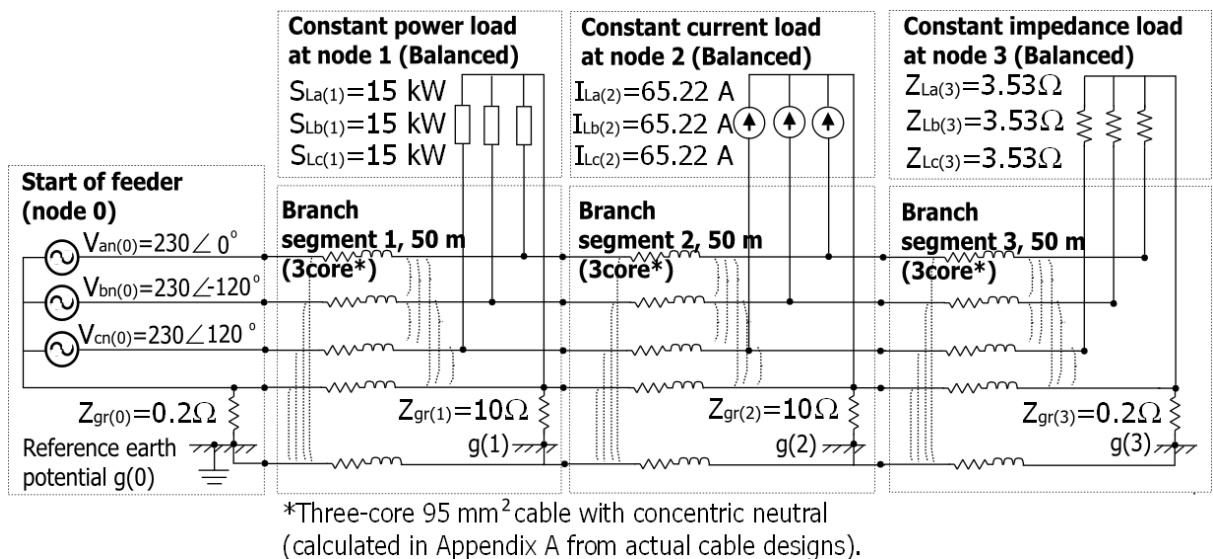 Constant power load
at node 1 (Balanced)
SLa(1)=15 kW
SLb(1)=15 kW
SLc(1)=15 kW
Constant current load
at node 2 (Balanced)
ILa(2)=65.22 A
ILb(2)=65.22 A
ILc(2)=65.22 A
Constant impedance load
at node 3 (Balanced)
ZLa(3)=3.53Ω
ZLb(3)=3.53Ω
ZLc(3)=3.53Ω
Start of feeder
(node 0)
Van(0)=230∠0°
Vbn(0)=230∠-120°
Vcn(0)=230∠120°
Zgr(0)=0.2Ω
Reference earth
potential g(0)
Branch
segment 1, 50 m
(3core*)
Zgr(1)=10Ω
g(1)
Branch
segment 2, 50 m
(3core*)
Zgr(2)=10Ω
g(2)
Branch
segment 3, 50 m
(3core*)
Zgr(3)=0.2Ω
g(3)
*Three-core 95 mm² cable with concentric neutral
(calculated in Appendix A from actual cable designs).